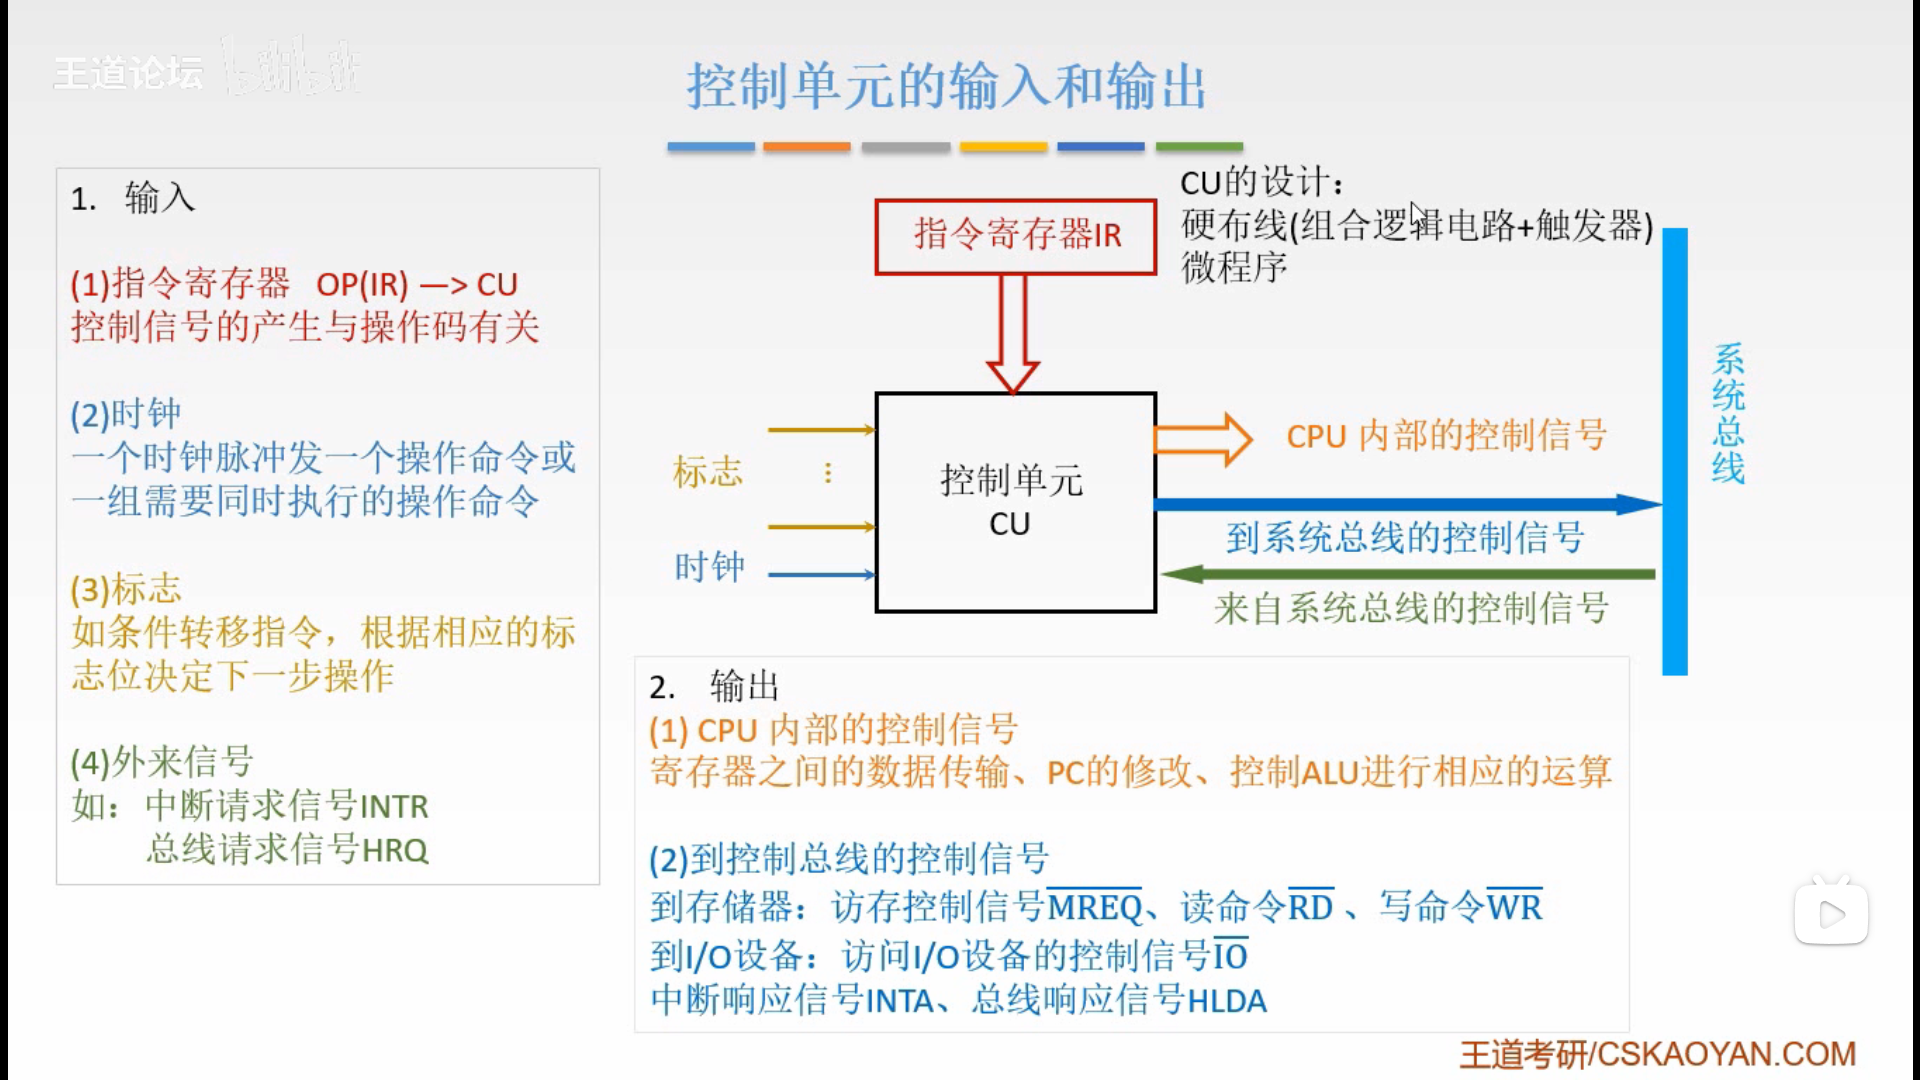 王道论坛 bilibili
控制单元的输入和输出
1. 输入
(1)指令寄存器 OP(IR) —> CU
控制信号的产生与操作码有关
(2)时钟
一个时钟脉冲发一个操作命令或
一组需要同时执行的操作命令
(3)标志
如条件转移指令，根据相应的标
志位决定下一步操作
(4)外来信号
如：中断请求信号INTR
总线请求信号HRQ
CU的设计：
硬布线(组合逻辑电路+触发器)
微程序
指令寄存器IR
标志
⋮
时钟
控制单元
CU
CPU 内部的控制信号
到系统总线的控制信号
来自系统总线的控制信号
系统总线
2. 输出
(1) CPU 内部的控制信号
寄存器之间的数据传输、PC的修改、控制ALU进行相应的运算
(2)到控制总线的控制信号
到存储器：访存控制信号M̅R̅E̅Q̅、读命令R̅D̅ 、写命令W̅R̅
到I/O设备：访问I/O设备的控制信号I̅O̅
中断响应信号INTA、总线响应信号HLDA
王道考研/CSKAOYAN.COM